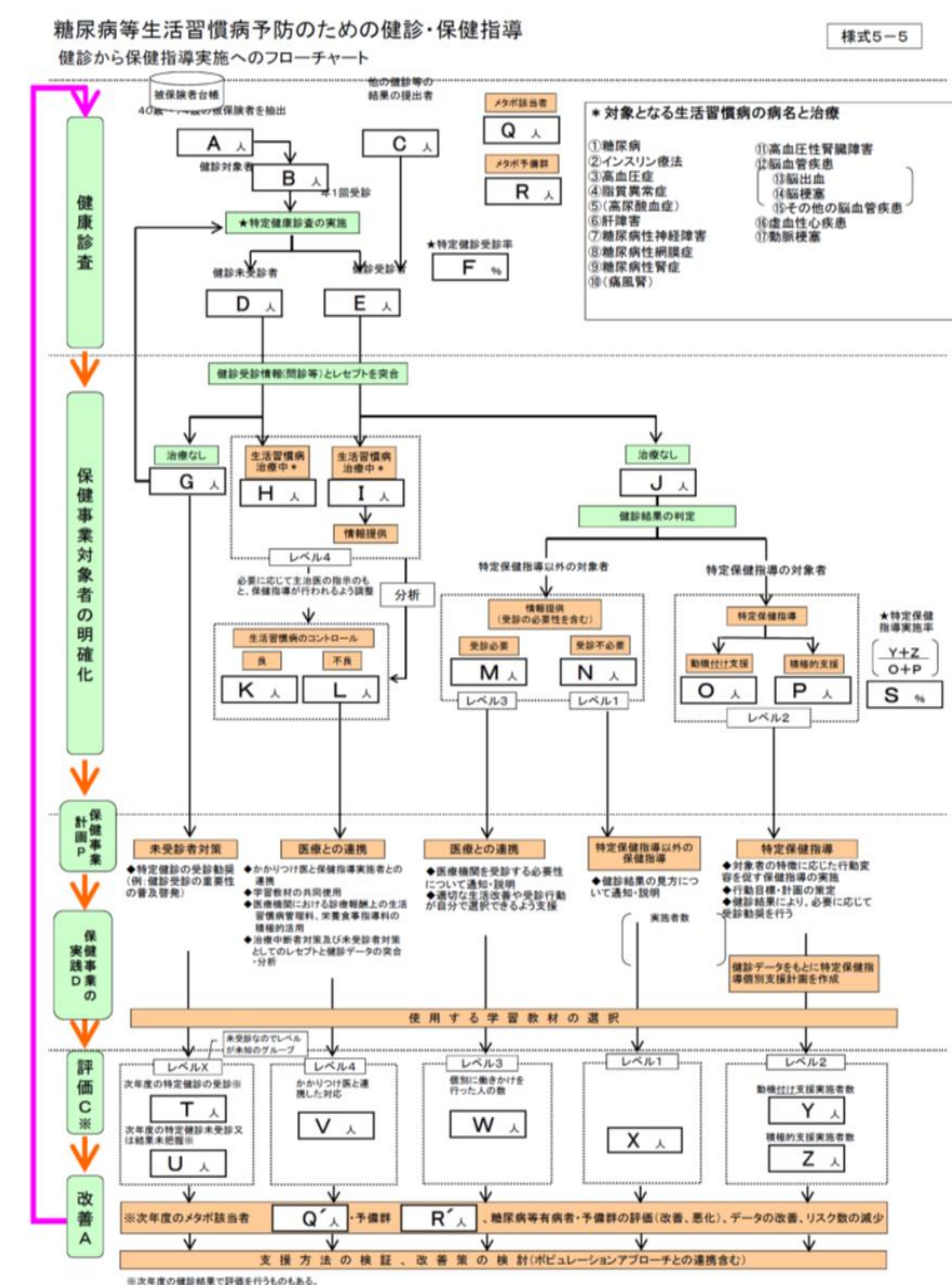 糖尿病等生活習慣病予防のための健診・保健指導
様式5－5
健診から保健指導実施へのフローチャート
被保険者台帳
の被保険者を抽出
他の健診等の
結果の提出者
A 人
健診対象者
B 人
年1回受診
C 人
メタボ該当者
Q 人
メタボ予備群
R 人
＊対象となる生活習慣病の病名と治療
①糖尿病
②インスリン療法
③高血圧症
④脂質異常症
⑤（高尿酸血症）
⑥肝障害
⑦糖尿病性神経障害
⑧糖尿病性網膜症
⑨糖尿病性腎症
⑩（痛風腎）
⑪高血圧性腎臓障害
⑫脳血管疾患
⑬脳出血
⑭脳梗塞
⑮その他の脳血管疾患
⑯虚血性心疾患
⑰動脈梗塞
健康診査
★特定健康診査の実施
健診未受診者
健診受診者
★特定健診受診率
F %
D 人
E 人
健診受診情報(問診等)とレセプトを突合
保健事業対象者の明確化
治療なし
G 人
生活習慣病
治療中＊
H 人
生活習慣病
治療中＊
I 人
情報提供
レベル4
治療なし
J 人
健診結果の判定
必要に応じて主治医の指示のも
と、保健指導が行われるよう調整
分析
生活習慣病のコントロール
良
不良
K 人
L 人
特定保健指導以外の対象者
情報提供
（受診の必要性を含む）
受診必要
受診不必要
M 人
N 人
レベル3
レベル1
特定保健指導の対象者
特定保健指導
動機付け支援
積極的支援
O 人
P 人
レベル2
★特定保健
指導実施率
Y+Z
O+P
S %
保健事業
計画P
未受診者対策
◆特定健診の受診勧奨
（例：健診受診の重要性
の普及啓発）
医療との連携
◆かかりつけ医と保健指導実施者との
連携
◆学習教材の共同使用
◆医療機関における診療報酬上の生活
習慣病管理料、栄養食事指導料の
積極的活用
◆治療中断者対策及び未受診者対策
としてのレセプトと健診データの突合
・分析
医療との連携
◆医療機関を受診する必要性
について通知・説明
◆適切な生活改善や受診行動
が自分で選択できるよう支援
特定保健指導以外の
保健指導
◆健診結果の見方につ
いて通知・説明
実施者数
特定保健指導
◆対象者の特徴に応じた行動変
容を促す保健指導の実施
◆行動目標・計画の策定
◆健診結果により、必要に応じて
受診勧奨を行う
健診データをもとに特定保健指
導個別支援計画を作成
保健事業の
実践D
使用する学習教材の選択
評価C※
未受診なのでレベル
が未知のグループ
レベルX
次年度の特定健診の受診※
T 人
次年度の特定健診未受診又
は結果未把握※
U 人
レベル4
かかりつけ医と連
携した対応
V 人
レベル3
個別に働きかけを
行った人の数
W 人
レベル1
X 人
レベル2
動機付け支援実施者数
Y 人
積極的支援実施者数
Z 人
改善A
※次年度のメタボ該当者 Q´人 ・予備群 R´人 、糖尿病等有病者・予備群の評価（改善、悪化）、データの改善、リスク数の減少
支援方法の検証、改善策の検討（ポピュレーションアプローチとの連携含む）
※次年度の健診結果で評価を行うものもある。